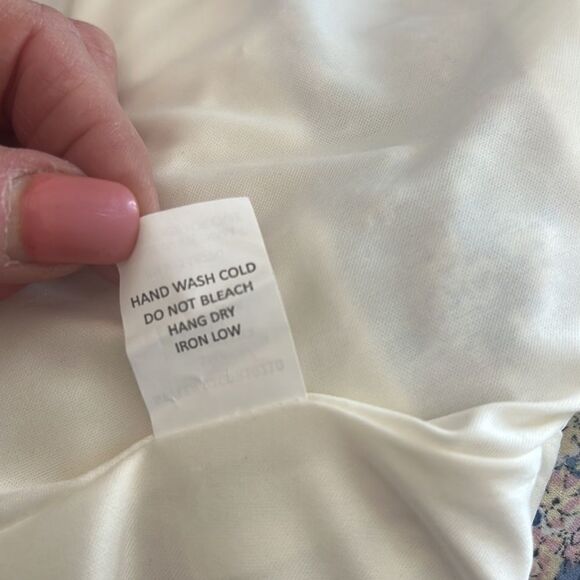 HAND WASH COLD
DO NOT BLEACH
HANG DRY
IRON LOW